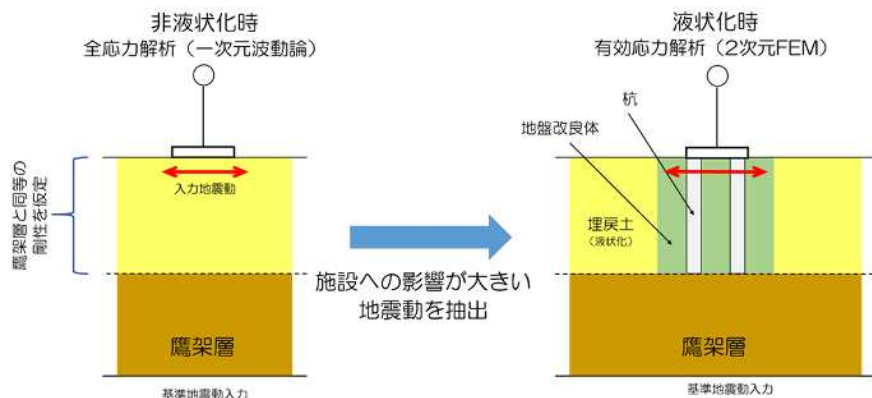 非液状化時
全応力解析（一次元波動論）
鷹架層と同等の
剛性を仮定
入力地震動
鷹架層
基準地震動入力
施設への影響が大きい
地震動を抽出
液状化時
有効応力解析（2次元FEM）
杭
地盤改良体
埋戻土
（液状化）
鷹架層
基準地震動入力